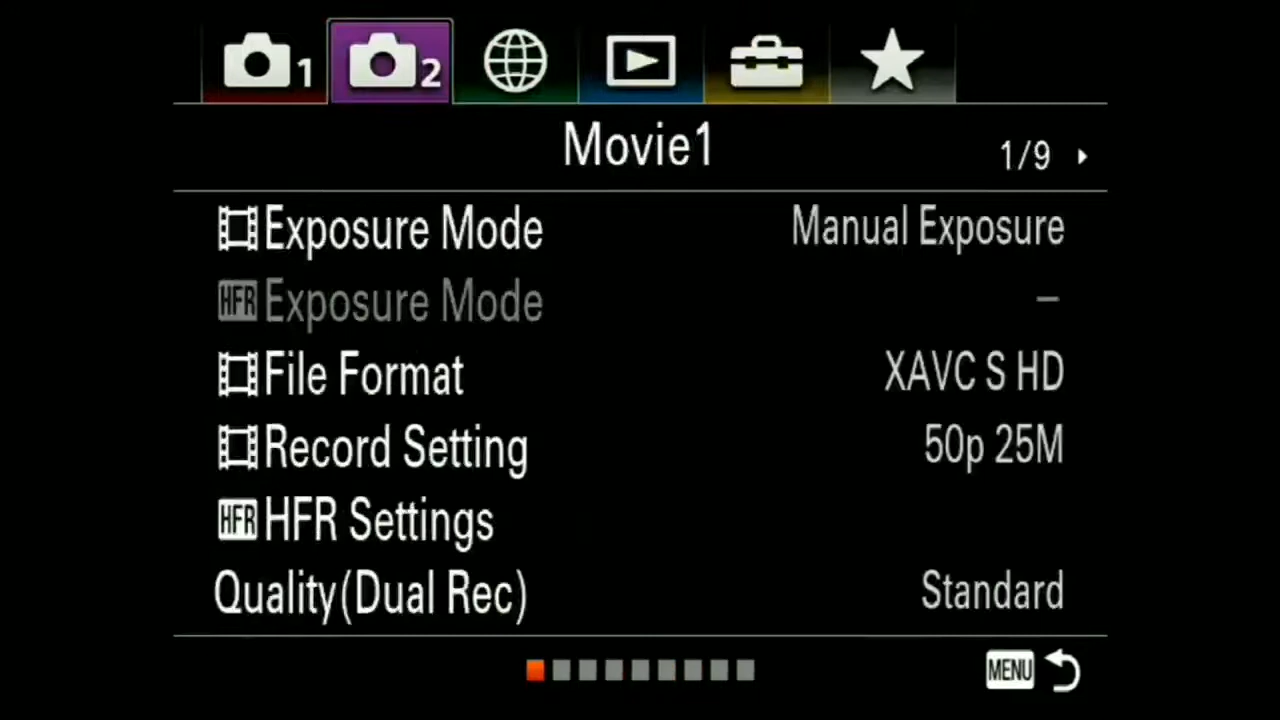 1 2
Movie1 1/9
Exposure Mode Manual Exposure
HFR Exposure Mode –
File Format XAVC S HD
Record Setting 50p 25M
HFR HFR Settings
Quality(Dual Rec) Standard
MENU